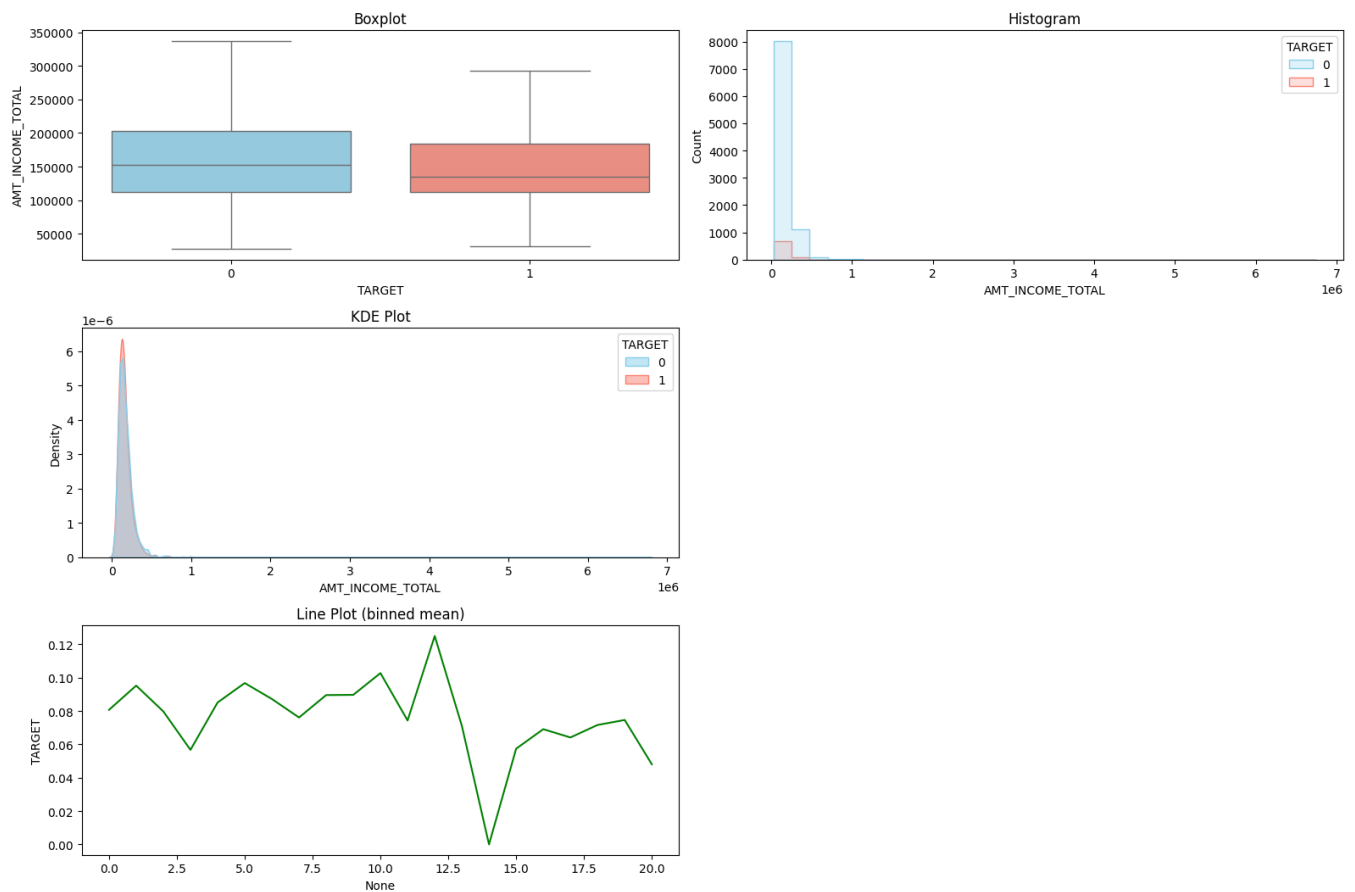 Boxplot
350000
300000
250000
200000
150000
100000
50000
AMT_INCOME_TOTAL
0 1
TARGET
Histogram
8000
7000
6000
5000
4000
3000
2000
1000
0
Count
TARGET
0
1
0 1 2 3 4 5 6 7
1e6
AMT_INCOME_TOTAL
KDE Plot
1e−6
6
5
4
3
2
1
0
Density
TARGET
0
1
0 1 2 3 4 5 6 7
1e6
AMT_INCOME_TOTAL
Line Plot (binned mean)
0.12
0.10
0.08
0.06
0.04
0.02
0.00
TARGET
0.0 2.5 5.0 7.5 10.0 12.5 15.0 17.5 20.0
None